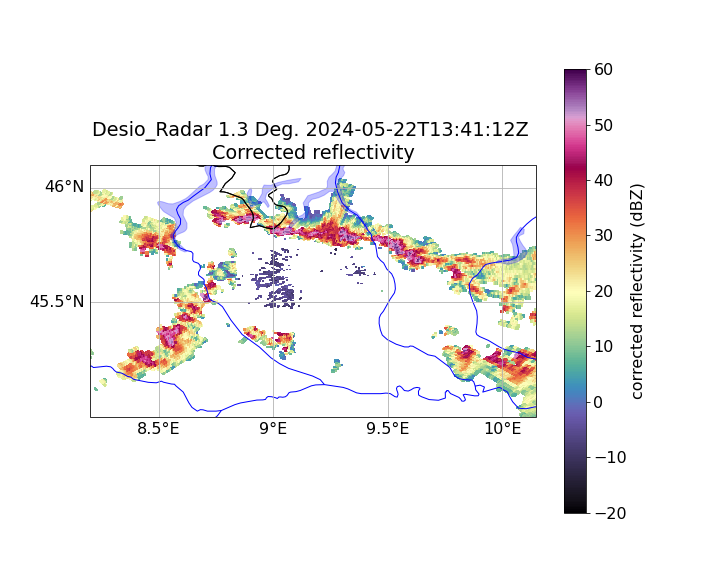 Desio_Radar 1.3 Deg. 2024-05-22T13:41:12Z
Corrected reflectivity
46°N
45.5°N
8.5°E
9°E
9.5°E
10°E
60
50
40
30
20
10
0
−10
−20
corrected reflectivity (dBZ)